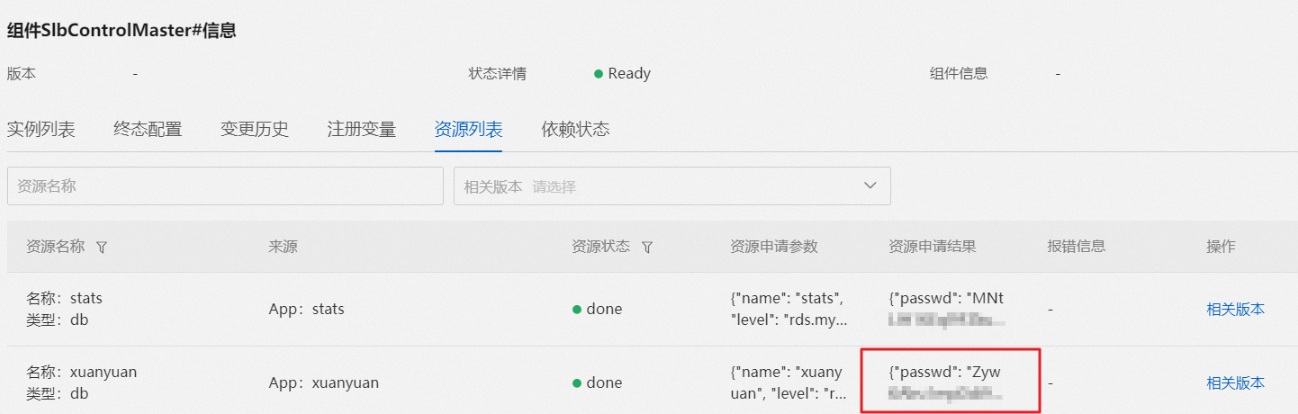 组件SlbControlMaster#信息
版本 - 状态详情 Ready 组件信息 -
实例列表 终态配置 变更历史 注册变量 资源列表 依赖状态
资源名称 相关版本 请选择
资源名称 来源 资源状态 资源申请参数 资源申请结果 报错信息 操作
名称：stats App：stats done {"name": "stats", {"passwd": "MNt - 相关版本
类型：db "level": "rds.my...
名称：xuanyuan App：xuanyuan done {"name": "xuany {"passwd": "Zyw - 相关版本
类型：db uan", "level": "r...